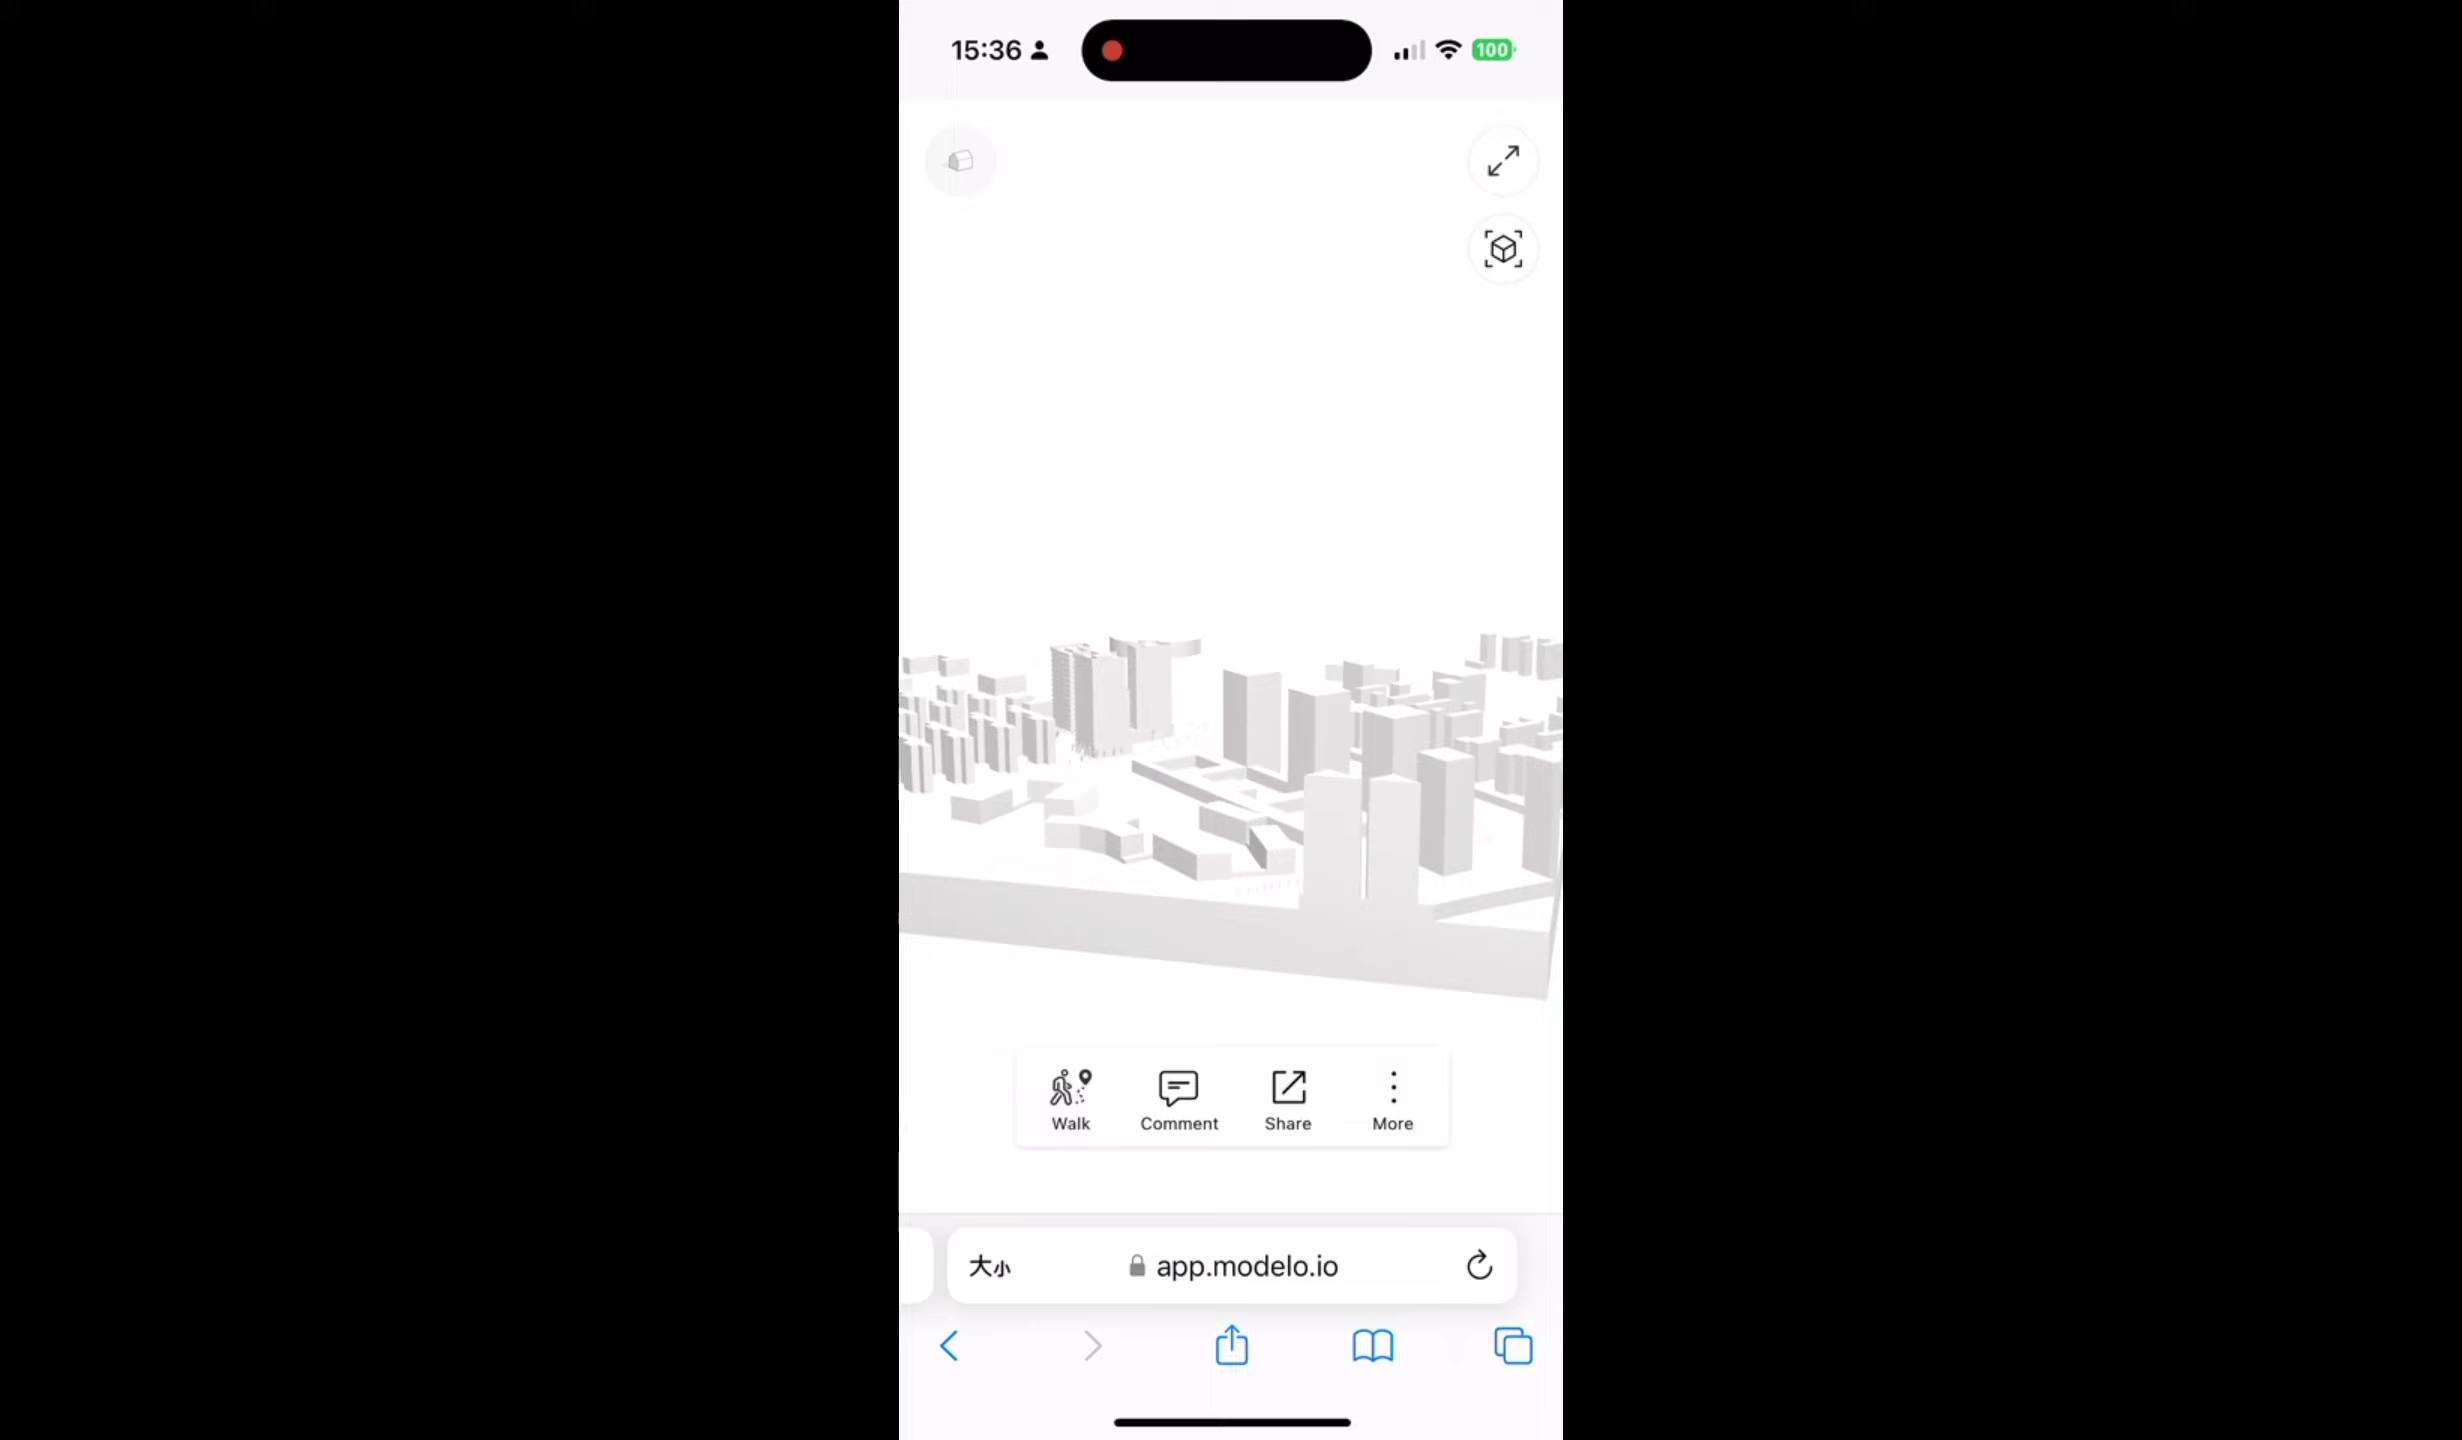 15:36
100
Walk
Comment
Share
More
大小
app.modelo.io